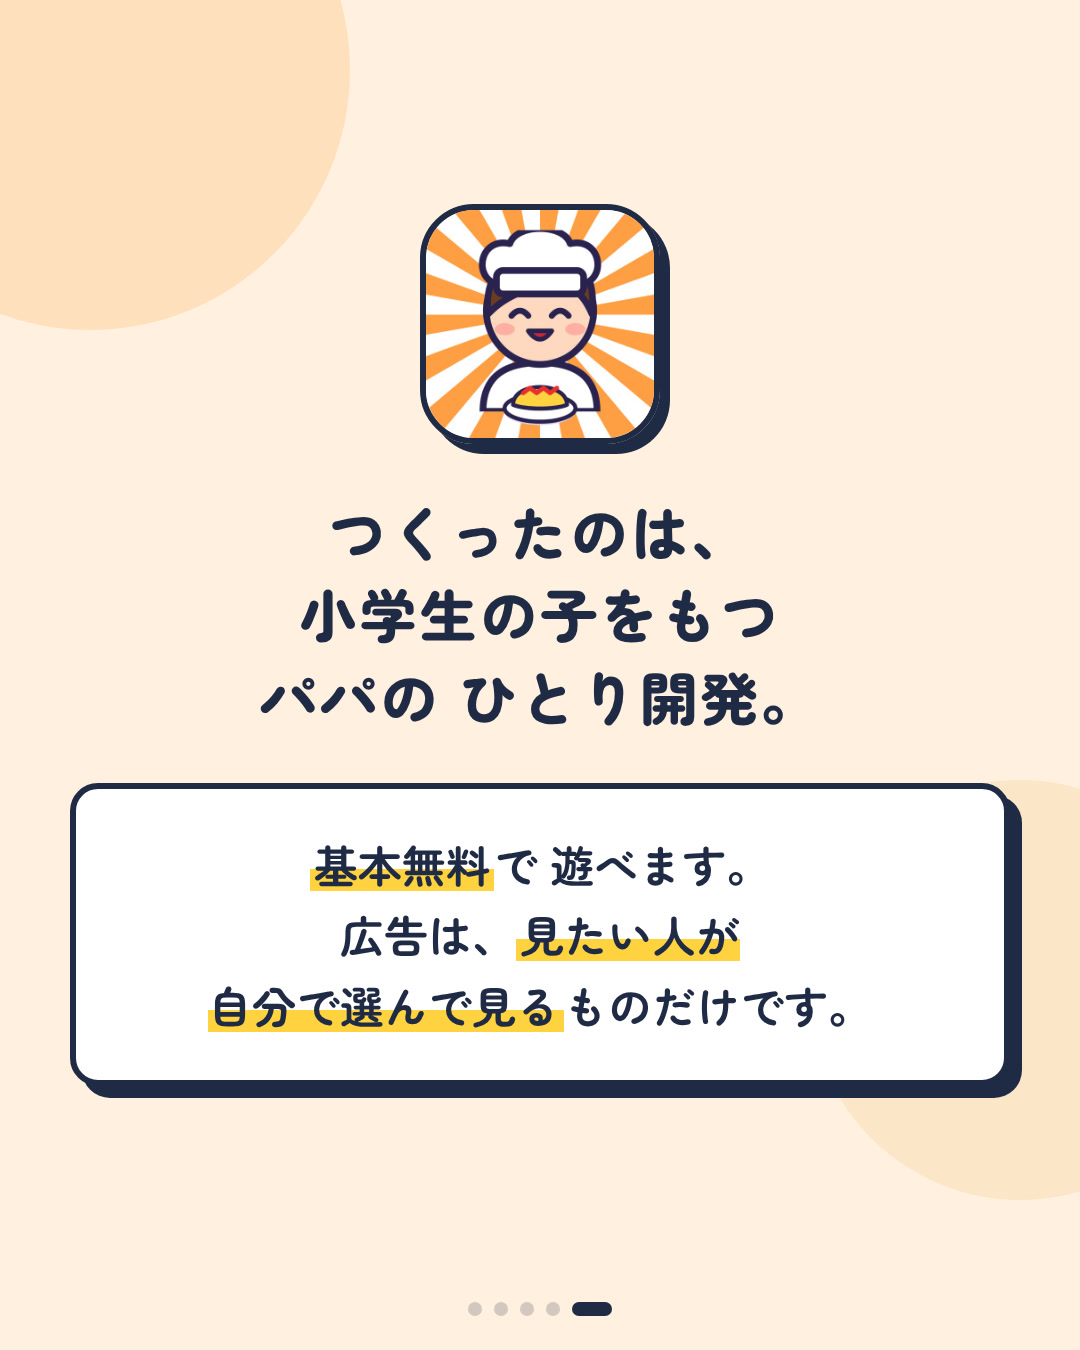 つくったのは、
小学生の子をもつ
パパの ひとり開発。
基本無料で 遊べます。
広告は、見たい人が
自分で選んで見るものだけです。